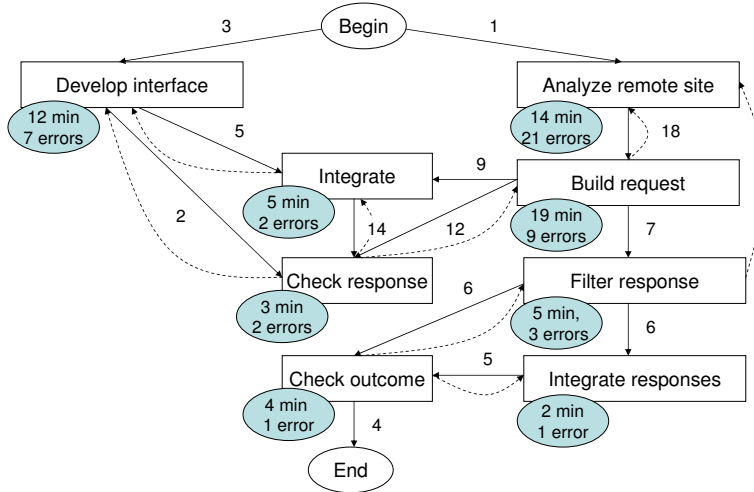 Begin
3
1
Develop interface
Analyze remote site
12 min
7 errors
14 min
21 errors
5
18
Integrate
9
Build request
5 min
2 errors
19 min
9 errors
2
14
12
7
Check response
Filter response
3 min
2 errors
6
5 min,
3 errors
6
5
Check outcome
Integrate responses
4 min
1 error
4
2 min
1 error
End